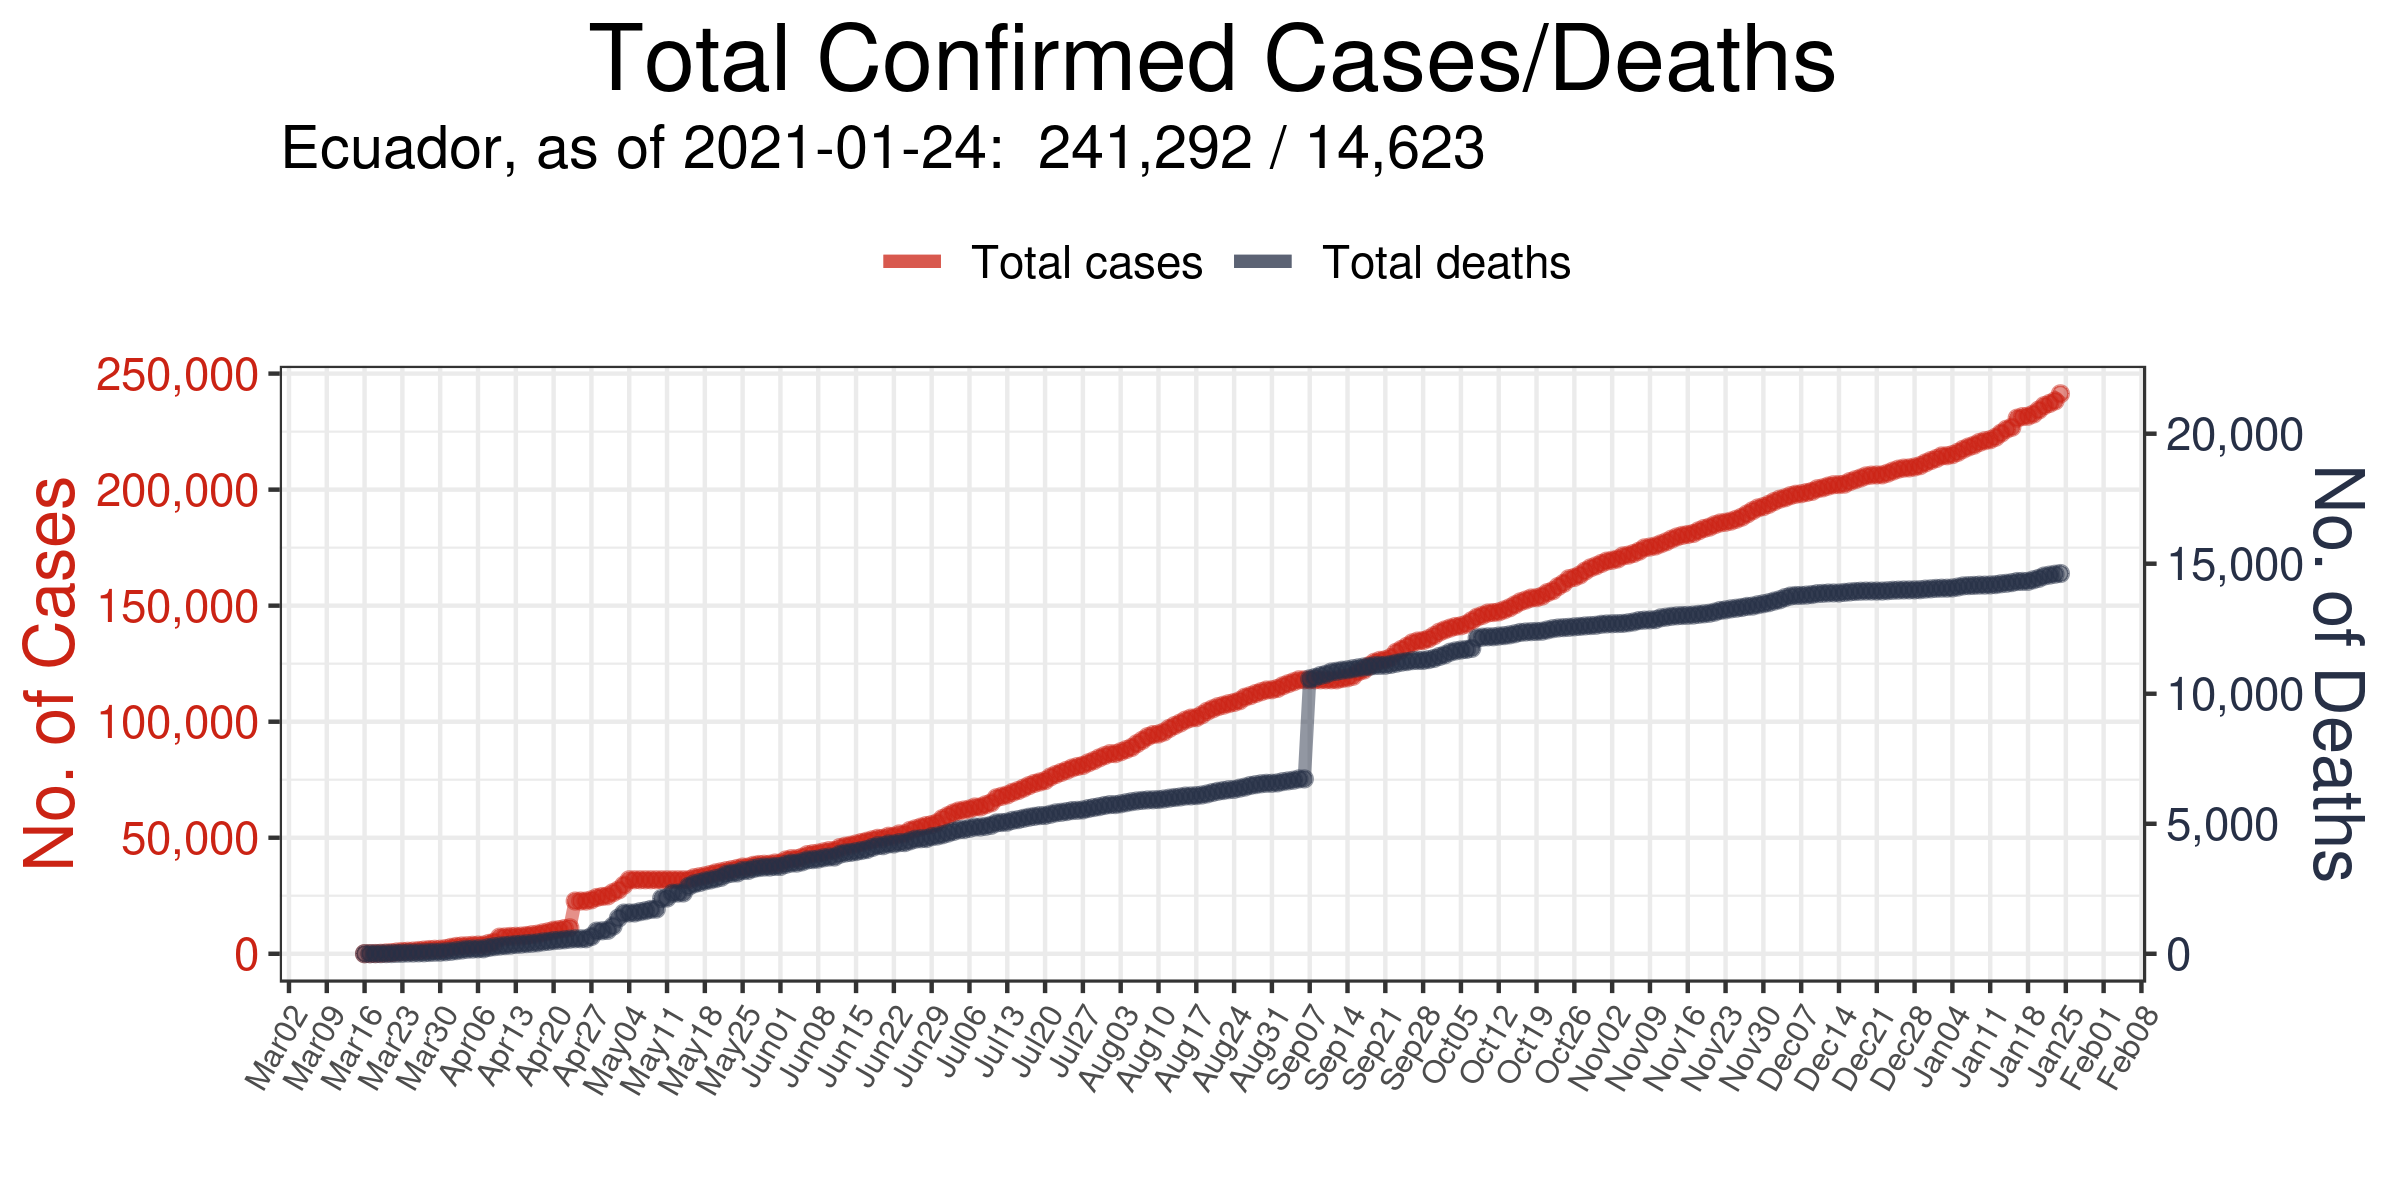 Total Confirmed Cases/Deaths
Ecuador, as of 2021-01-24: 241,292 / 14,623
Total cases
Total deaths
No. of Cases
250,000
200,000
150,000
100,000
50,000
0
20,000
15,000
10,000
5,000
0
No. of Deaths
Mar02
Mar09
Mar16
Mar23
Mar30
Apr06
Apr13
Apr20
Apr27
May04
May11
May18
May25
Jun01
Jun08
Jun15
Jun22
Jun29
Jul06
Jul13
Jul20
Jul27
Aug03
Aug10
Aug17
Aug24
Aug31
Sep07
Sep14
Sep21
Sep28
Oct05
Oct12
Oct19
Oct26
Nov02
Nov09
Nov16
Nov23
Nov30
Dec07
Dec14
Dec21
Dec28
Jan04
Jan11
Jan18
Jan25
Feb01
Feb08